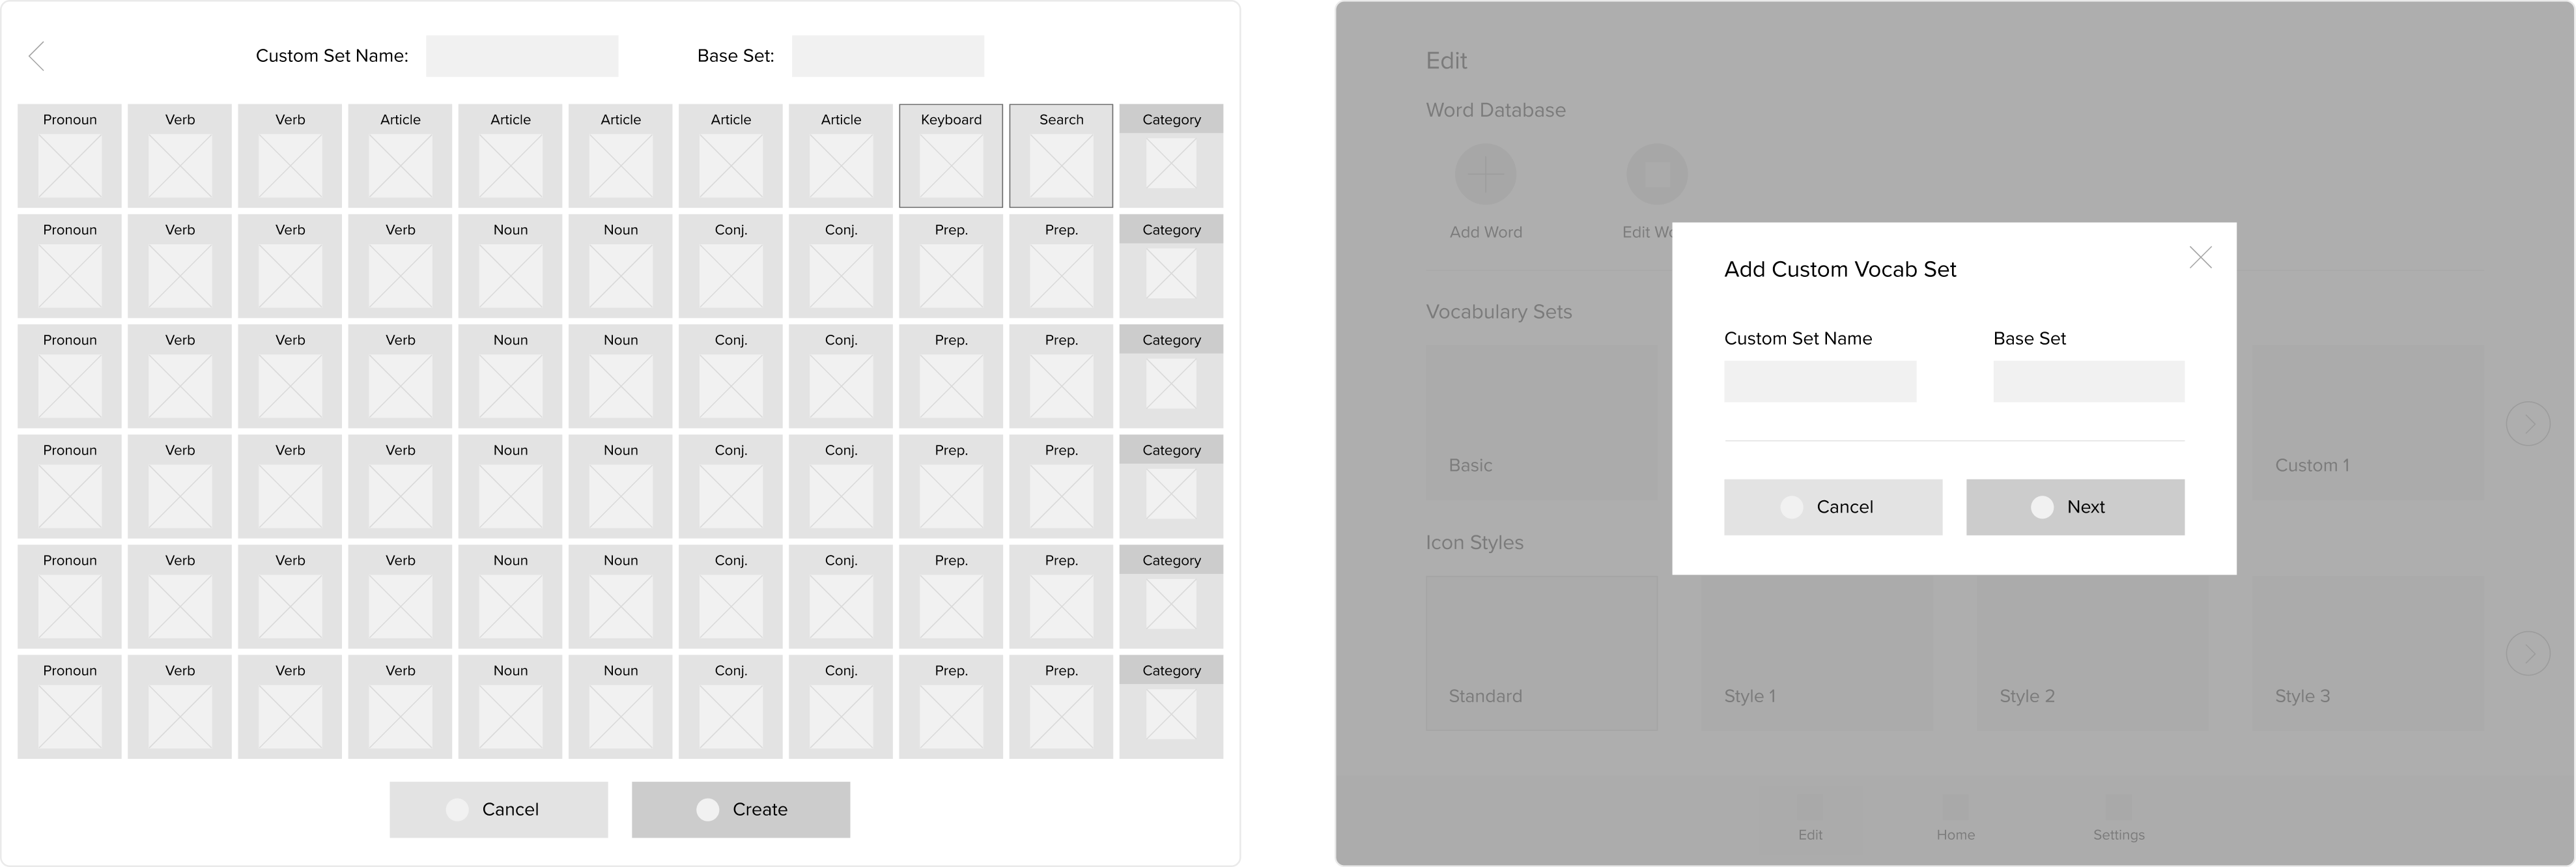 Custom Set Name: Base Set:
Pronoun Verb Verb Article Article Article Article Article Keyboard Search Category
Pronoun Verb Verb Verb Noun Noun Conj. Conj. Prep. Prep. Category
Pronoun Verb Verb Verb Noun Noun Conj. Conj. Prep. Prep. Category
Pronoun Verb Verb Verb Noun Noun Conj. Conj. Prep. Prep. Category
Pronoun Verb Verb Verb Noun Noun Conj. Conj. Prep. Prep. Category
Pronoun Verb Verb Verb Noun Noun Conj. Conj. Prep. Prep. Category
Cancel Create
Edit
Word Database
Add Word Edit
Vocabulary Sets
Basic Custom 1
Icon Styles
Standard Style 1 Style 2 Style 3
Edit Home Settings
Add Custom Vocab Set
Custom Set Name Base Set
Cancel Next